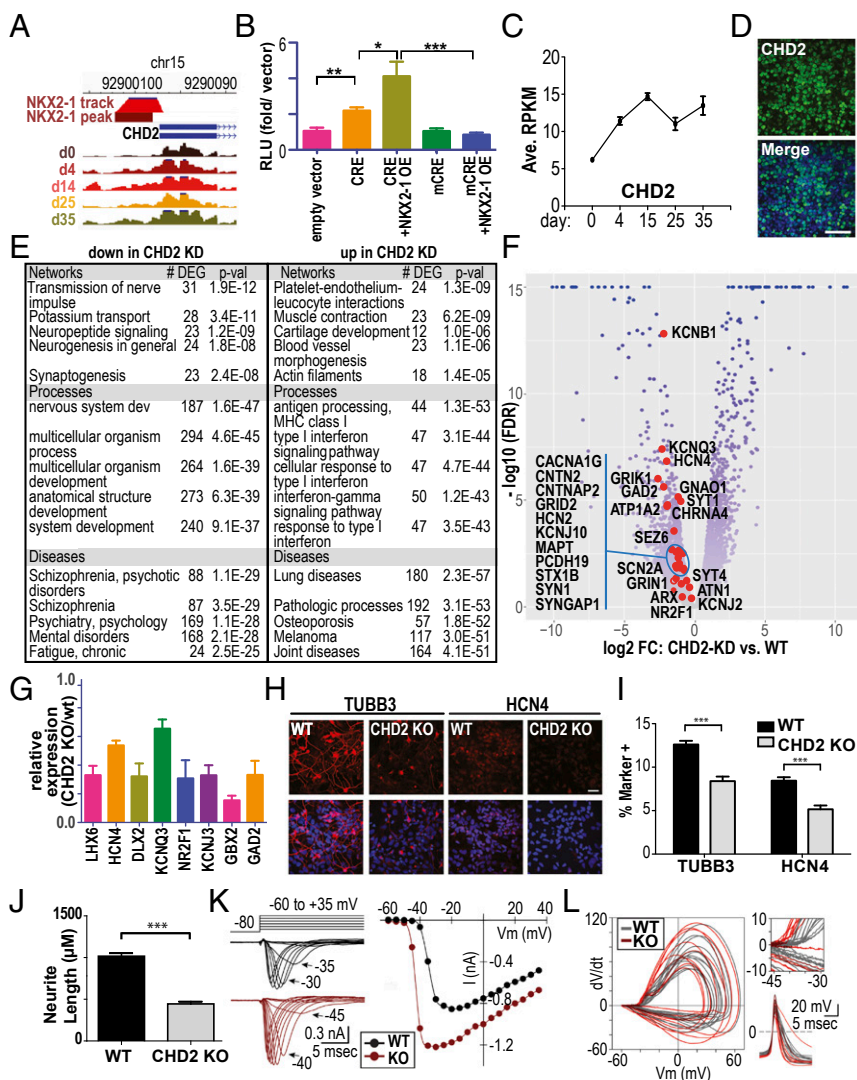 A
chr15
92900100 9290090
NKX2-1 track
NKX2-1 peak
CHD2
d0
d4
d14
d25
d35
B
RLU (fold/ vector)
6
4
2
0
** * ***
empty vector
CRE
CRE +NKX2-1 OE
mCRE
mCRE +NKX2-1 OE
C
Ave. RPKM
20
15
10
5
0
CHD2
day: 0 4 15 25 35
D
CHD2
Merge
E
down in CHD2 KD
Networks # DEG p-val
Transmission of nerve 31 1.9E-12
impulse
Potassium transport 28 3.4E-11
Neuropeptide signaling 23 1.2E-09
Neurogenesis in general 24 1.8E-08
Synaptogenesis 23 2.4E-08
Processes
nervous system dev 187 1.6E-47
multicellular organism 294 4.6E-45
process
multicellular organism 264 1.6E-39
development
anatomical structure 273 6.3E-39
development
system development 240 9.1E-37
Diseases
Schizophrenia, psychotic 88 1.1E-29
disorders
Schizophrenia 87 3.5E-29
Psychiatry, psychology 169 1.1E-28
Mental disorders 168 2.1E-28
Fatigue, chronic 24 2.5E-25
up in CHD2 KD
Networks # DEG p-val
Platelet-endothelium- 24 1.3E-09
leucocyte interactions
Muscle contraction 23 6.2E-09
Cartilage development 12 1.0E-06
Blood vessel 23 1.1E-06
morphogenesis
Actin filaments 18 1.4E-05
Processes
antigen processing, 44 1.3E-53
MHC class I
type I interferon 47 3.1E-44
signaling pathway
cellular response to 47 4.7E-44
type I interferon
interferon-gamma 50 1.2E-43
signaling pathway
response to type I 47 3.5E-43
interferon
Diseases
Lung diseases 180 2.3E-57
Pathologic processes 192 3.1E-53
Osteoporosis 57 1.8E-52
Melanoma 117 3.0E-51
Joint diseases 164 4.1E-51
F
- log10 (FDR)
15
10
5
0
KCNB1
KCNQ3
HCN4
GRIK1
GAD2
GNAO1
SYT1
ATP1A2
CHRNA4
SEZ6
SCN2A
SYT4
GRIN1
ATN1
ARX
KCNJ2
NR2F1
CACNA1G
CNTN2
CNTNAP2
GRID2
HCN2
KCNJ10
MAPT
PCDH19
STX1B
SYN1
SYNGAP1
−10 −5 0 5 10
log2 FC: CHD2-KD vs. WT
G
relative expression
(CHD2 KO/wt)
1.0
0.0
LHX6
HCN4
DLX2
KCNQ3
NR2F1
KCNJ3
GBX2
GAD2
H
TUBB3 HCN4
WT CHD2 KO WT CHD2 KO
I
% Marker +
15
10
5
0
WT
CHD2 KO
*** ***
TUBB3 HCN4
J
Neurite
Length (µM)
1500
0
***
WT CHD2 KO
K
-60 to +35 mV
-80
-35
-30
-45
-40
0.3 nA
5 msec
-60 -40 -20 0 20
Vm (mV)
I (nA)
-0.4
-0.8
-1.2
WT
KO
L
WT
KO
dV/dt
120
80
40
0
-60
-60 -40 -20 0 20 40 60
Vm (mV)
10
0
-10
-45 -30
20 mV
5 msec
0